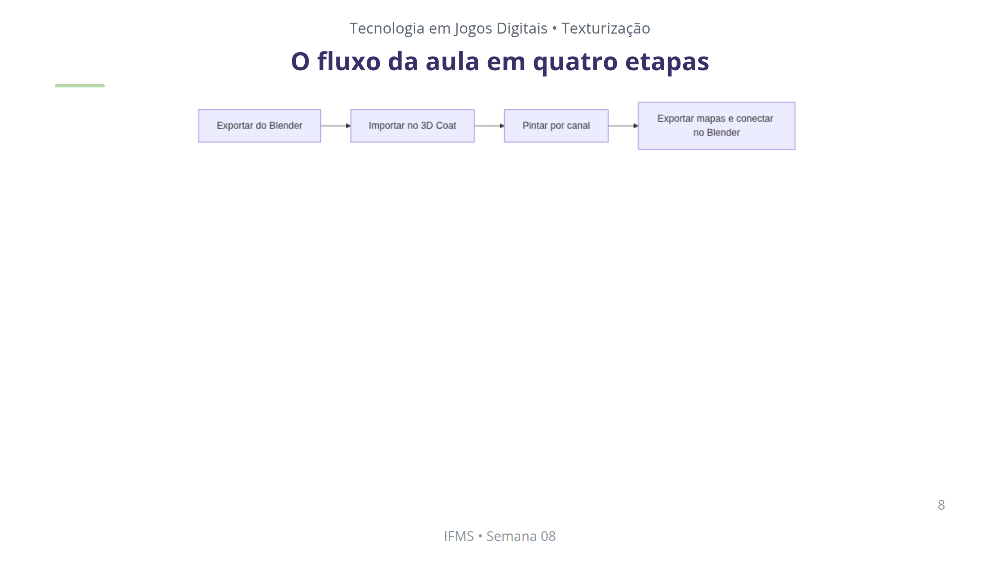 Tecnologia em Jogos Digitais • Texturização
O fluxo da aula em quatro etapas
Exportar do Blender
Importar no 3D Coat
Pintar por canal
Exportar mapas e conectar
no Blender
8
IFMS • Semana 08